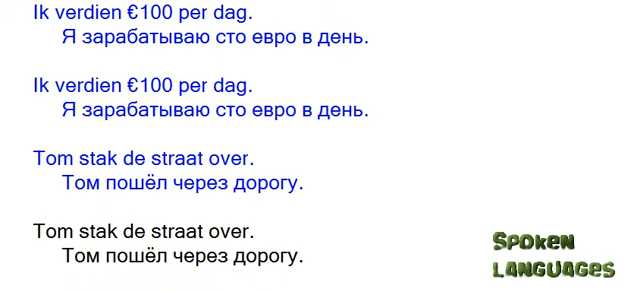 Ik verdien €100 per dag.
Я зарабатываю сто евро в день.
Ik verdien €100 per dag.
Я зарабатываю сто евро в день.
Tom stak de straat over.
Том пошёл через дорогу.
Tom stak de straat over.
Том пошёл через дорогу.
Spoken
Languages